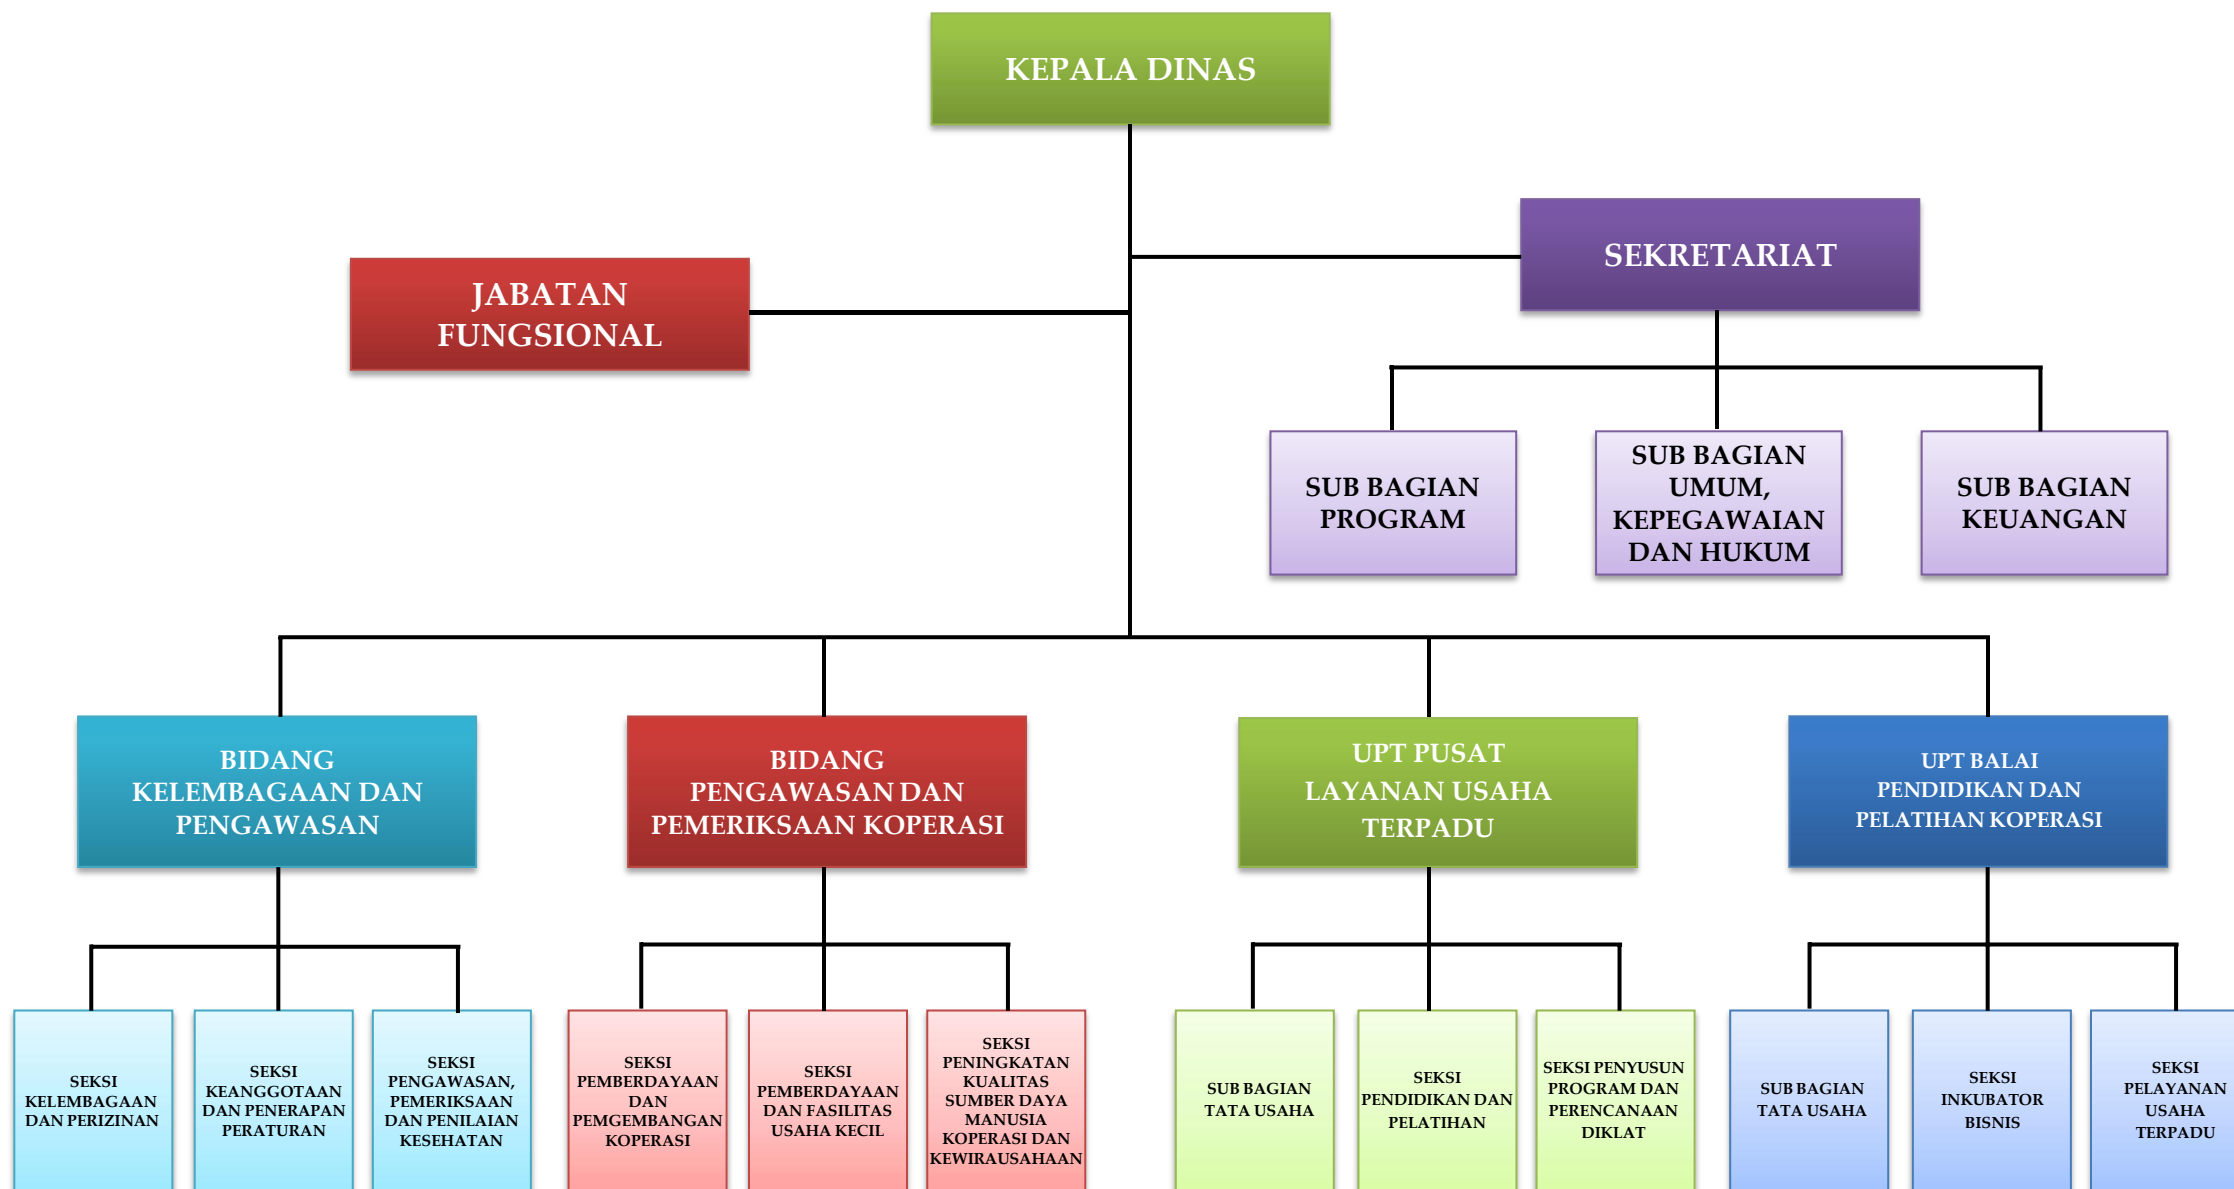 KEPALA DINAS
SEKRETARIAT
JABATAN
FUNGSIONAL
SUB BAGIAN
PROGRAM
SUB BAGIAN
UMUM,
KEPEGAWAIAN
DAN HUKUM
SUB BAGIAN
KEUANGAN
BIDANG
KELEMBAGAAN DAN
PENGAWASAN
BIDANG
PENGAWASAN DAN
PEMERIKSAAN KOPERASI
UPT PUSAT
LAYANAN USAHA
TERPADU
UPT BALAI
PENDIDIKAN DAN
PELATIHAN KOPERASI
SEKSI
KELEMBAGAAN
DAN PERIZINAN
SEKSI
KEANGGOTAAN
DAN PENERAPAN
PERATURAN
SEKSI
PENGAWASAN,
PEMERIKSAAN
DAN PENILAIAN
KESEHATAN
SEKSI
PEMBERDAYAAN
DAN
PEMGEMBANGAN
KOPERASI
SEKSI
PEMBERDAYAAN
DAN FASILITAS
USAHA KECIL
SEKSI
PENINGKATAN
KUALITAS
SUMBER DAYA
MANUSIA
KOPERASI DAN
KEWIRAUSAHAAN
SUB BAGIAN
TATA USAHA
SEKSI
PENDIDIKAN DAN
PELATIHAN
SEKSI PENYUSUN
PROGRAM DAN
PERENCANAAN
DIKLAT
SUB BAGIAN
TATA USAHA
SEKSI
INKUBATOR
BISNIS
SEKSI
PELAYANAN
USAHA
TERPADU